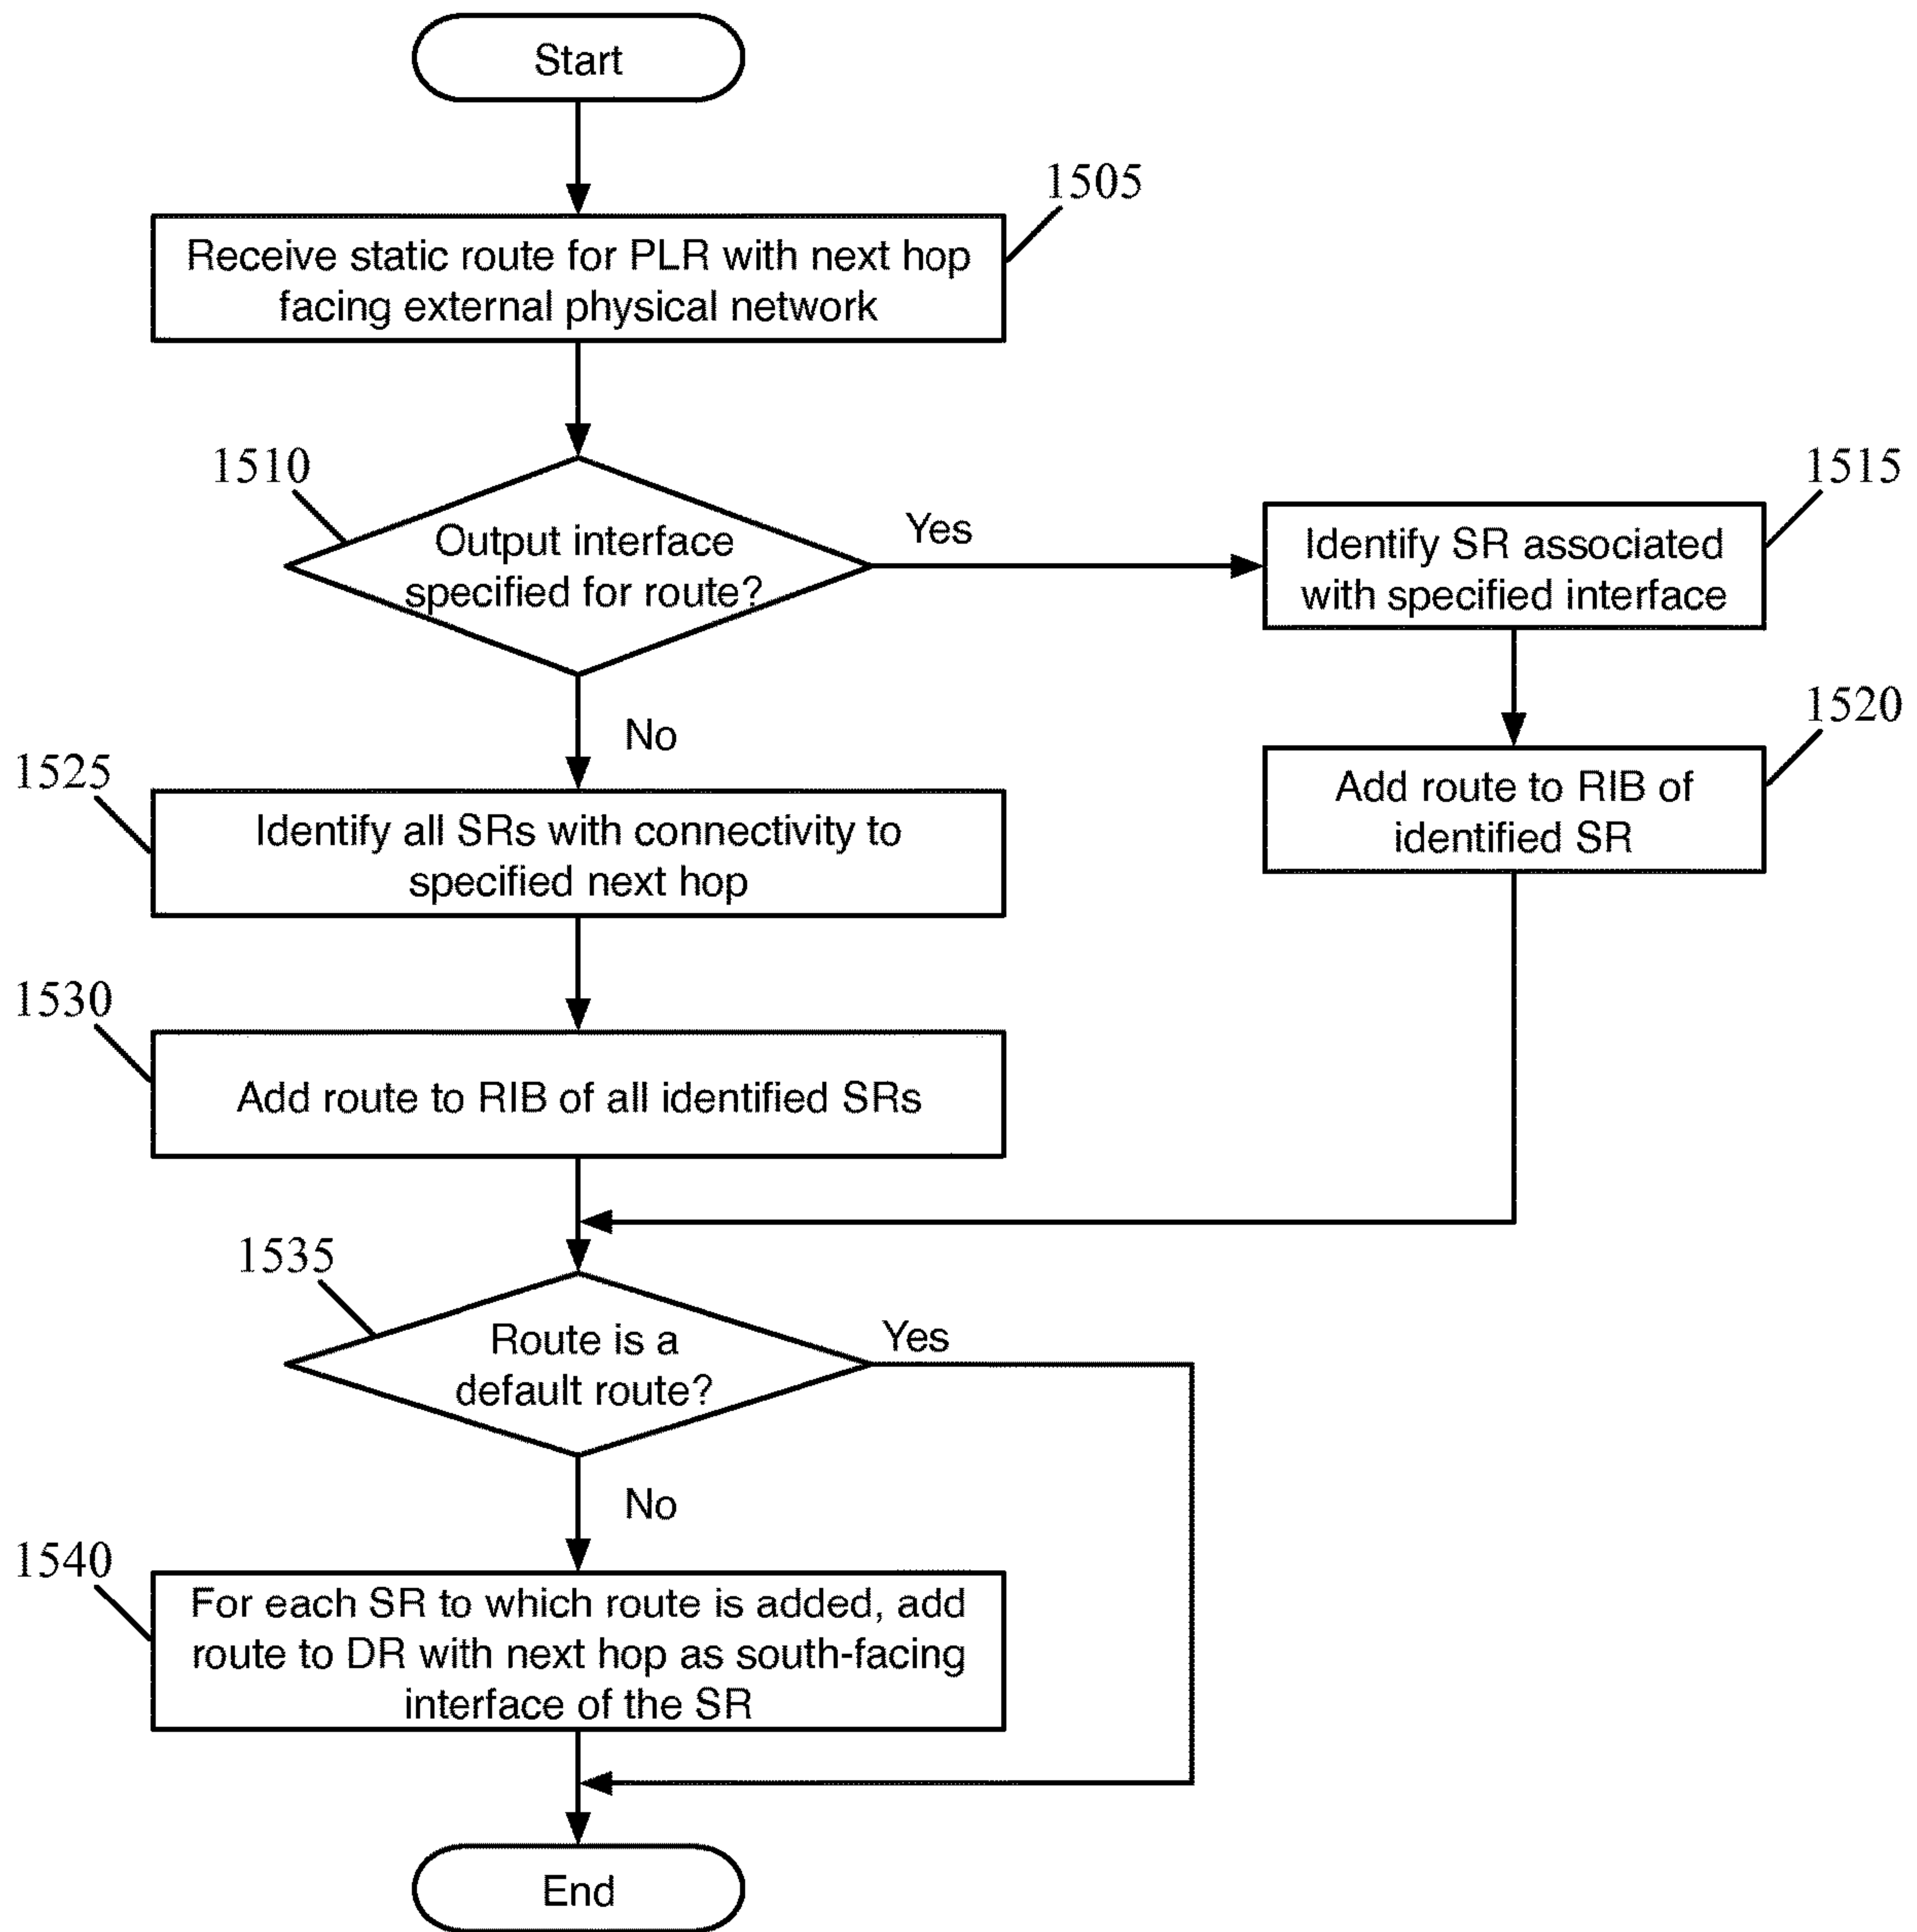 Start
1505
Receive static route for PLR with next hop
facing external physical network
1510
Output interface
specified for route?
Yes
1515
Identify SR associated
with specified interface
No
1520
Add route to RIB of
identified SR
1525
Identify all SRs with connectivity to
specified next hop
1530
Add route to RIB of all identified SRs
1535
Route is a
default route?
Yes
No
1540
For each SR to which route is added, add
route to DR with next hop as south-facing
interface of the SR
End